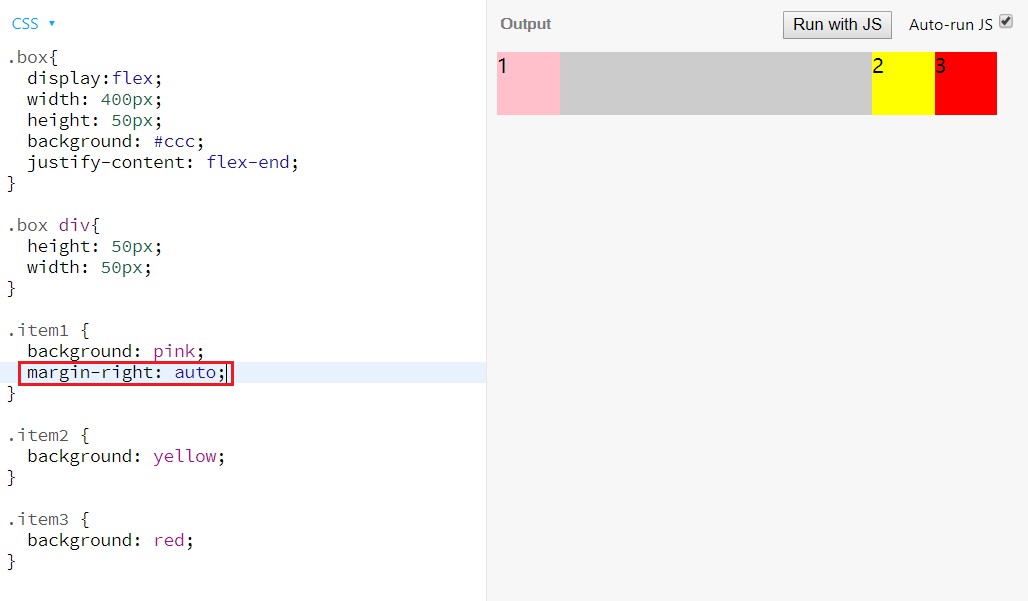 CSS ▾
.box{
  display:flex;
  width: 400px;
  height: 50px;
  background: #ccc;
  justify-content: flex-end;
}

.box div{
  height: 50px;
  width: 50px;
}

.item1 {
  background: pink;
  margin-right: auto;
}

.item2 {
  background: yellow;
}

.item3 {
  background: red;
}
Output
Run with JS
Auto-run JS
1
2
3